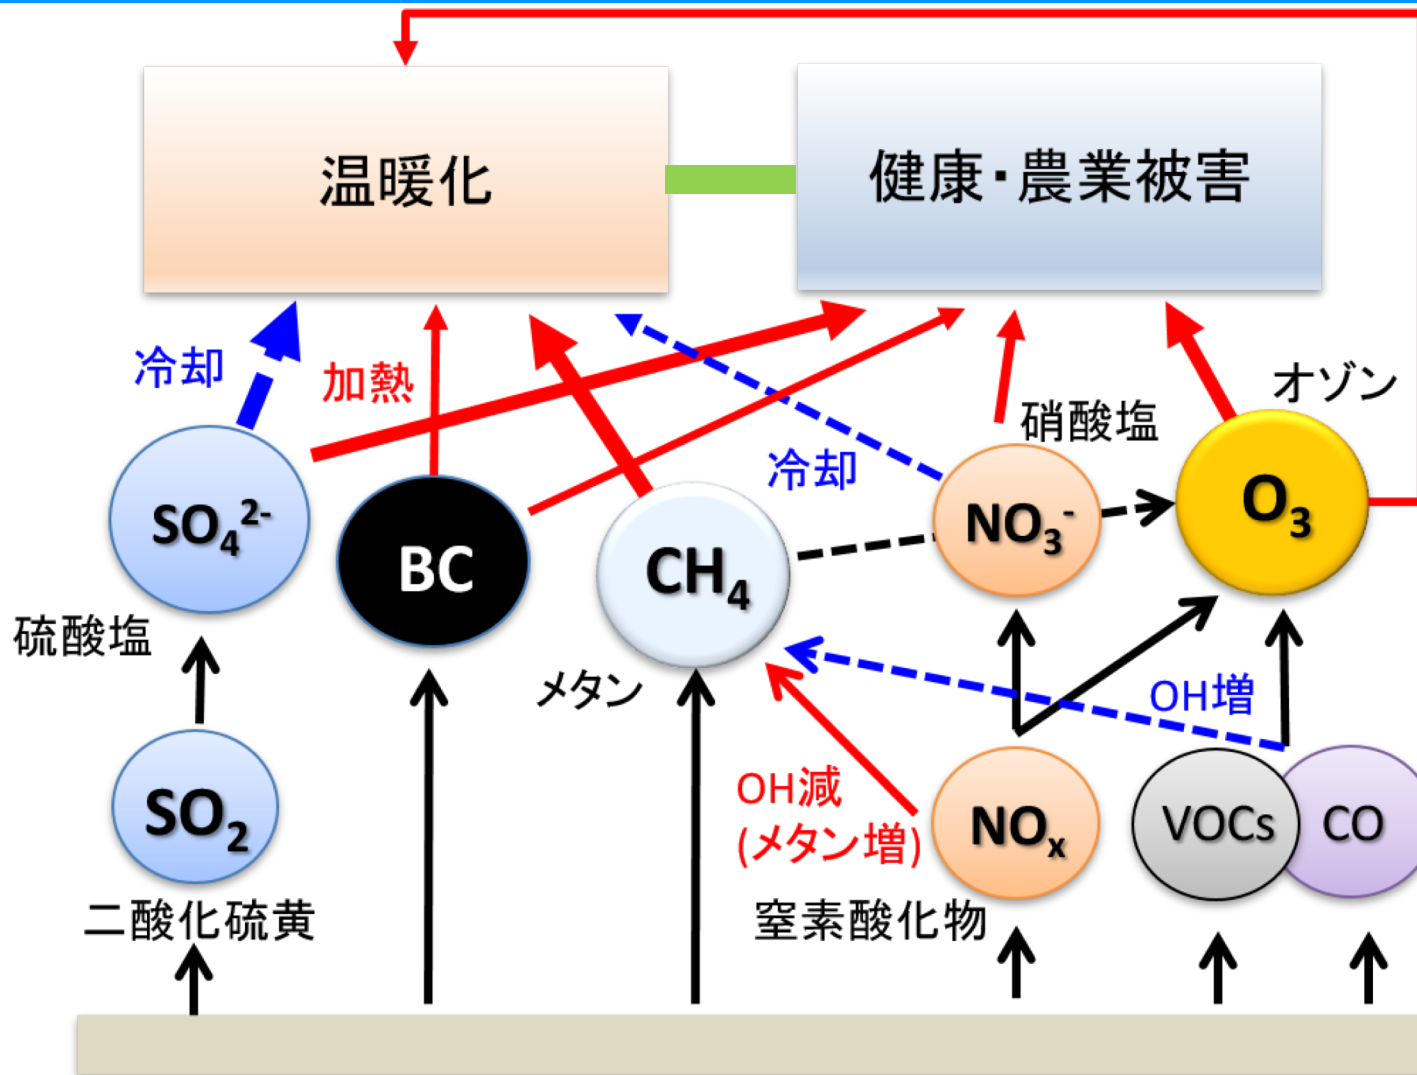 温暖化
健康・農業被害
冷却
加熱
オゾン
硝酸塩
冷却
SO₄²⁻
BC
CH₄
NO₃⁻
O₃
硫酸塩
メタン
OH増
OH減
(メタン増)
SO₂
NOₓ
VOCs
CO
二酸化硫黄
窒素酸化物